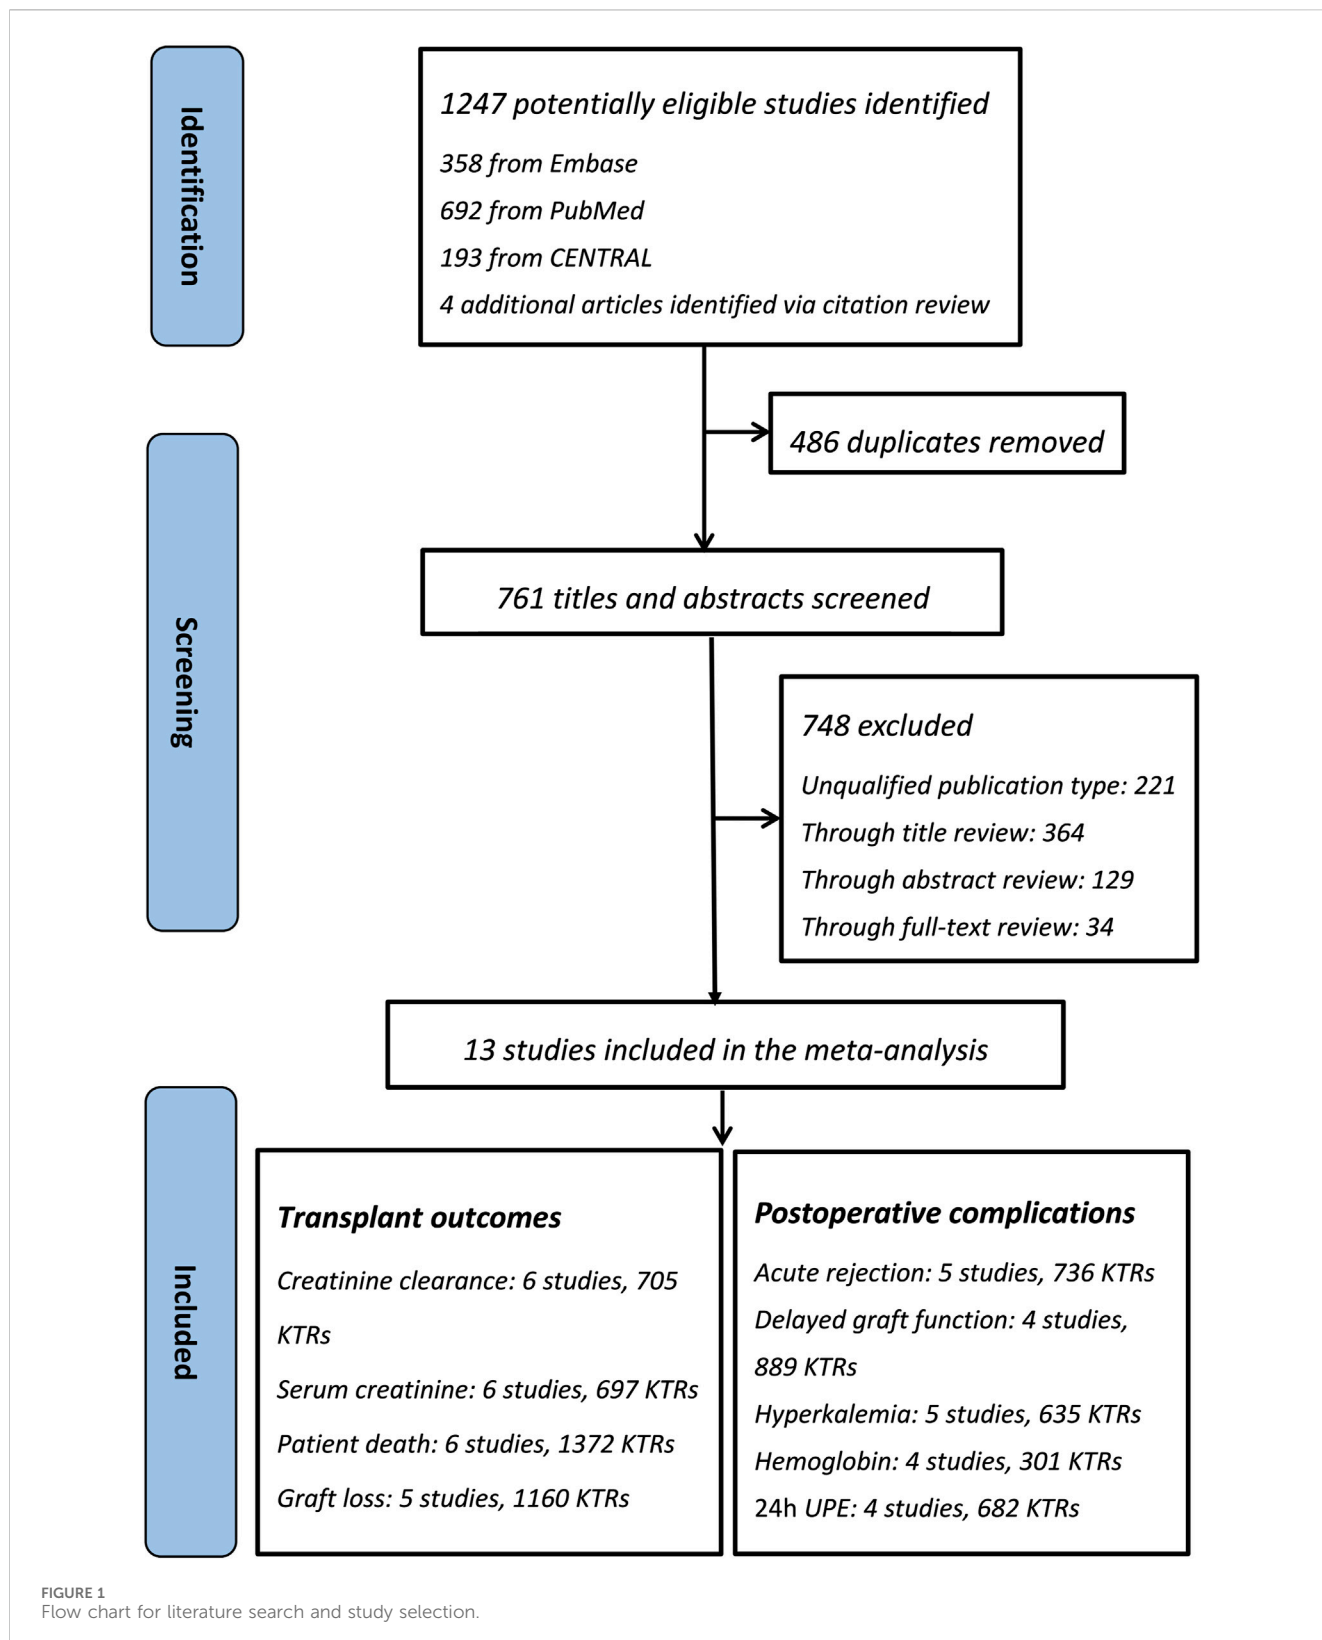 Identification
1247 potentially eligible studies identified
358 from Embase
692 from PubMed
193 from CENTRAL
4 additional articles identified via citation review
486 duplicates removed
Screening
761 titles and abstracts screened
748 excluded
Unqualified publication type: 221
Through title review: 364
Through abstract review: 129
Through full-text review: 34
13 studies included in the meta-analysis
Included
Transplant outcomes
Creatinine clearance: 6 studies, 705
KTRs
Serum creatinine: 6 studies, 697 KTRs
Patient death: 6 studies, 1372 KTRs
Graft loss: 5 studies, 1160 KTRs
Postoperative complications
Acute rejection: 5 studies, 736 KTRs
Delayed graft function: 4 studies,
889 KTRs
Hyperkalemia: 5 studies, 635 KTRs
Hemoglobin: 4 studies, 301 KTRs
24h UPE: 4 studies, 682 KTRs
FIGURE 1
Flow chart for literature search and study selection.